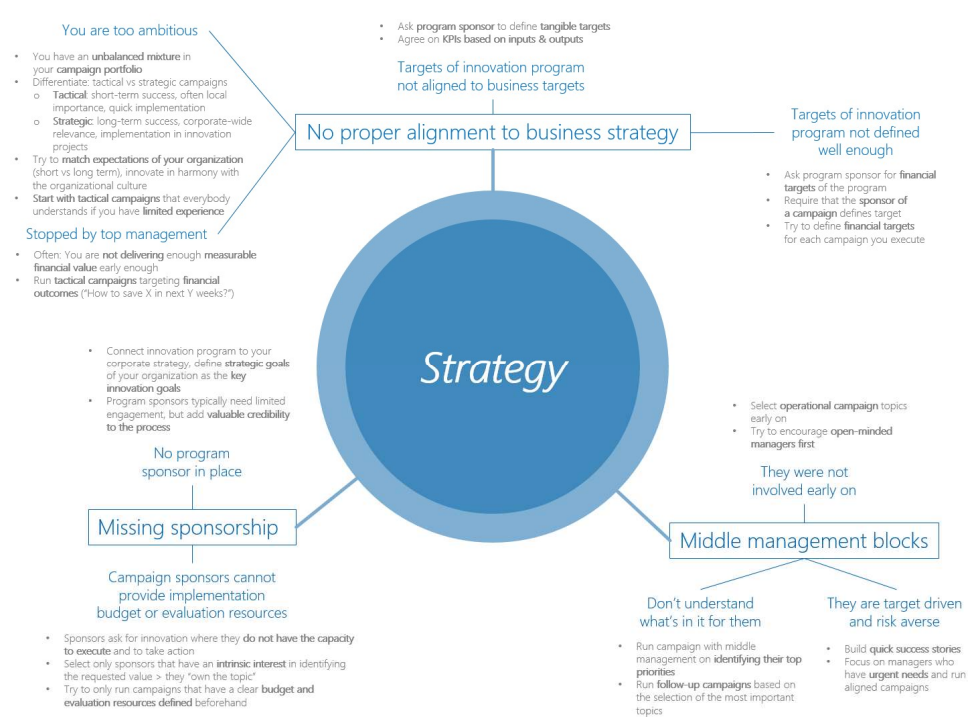 You are too ambitious
• You have an unbalanced mixture in
your campaign portfolio
• Differentiate: tactical vs strategic campaigns
o Tactical: short-term success, often local
importance, quick implementation
o Strategic: long-term success, corporate-wide
relevance, implementation in innovation
projects
• Try to match expectations of your organization
(short vs long term), innovate in harmony with
the organizational culture
• Start with tactical campaigns that everybody
understands if you have limited experience
Stopped by top management
• Often: You are not delivering enough measurable
financial value early enough
• Run tactical campaigns targeting financial
outcomes ("How to save X in next Y weeks?")
• Ask program sponsor to define tangible targets
• Agree on KPIs based on inputs & outputs
Targets of innovation program
not aligned to business targets
No proper alignment to business strategy
Targets of innovation
program not defined
well enough
• Ask program sponsor for financial
targets of the program
• Require that the sponsor of
a campaign defines target
• Try to define financial targets
for each campaign you execute
Strategy
• Connect innovation program to your
corporate strategy, define strategic goals
of your organization as the key
innovation goals
• Program sponsors typically need limited
engagement, but add valuable credibility
to the process
No program
sponsor in place
Missing sponsorship
Campaign sponsors cannot
provide implementation
budget or evaluation resources
• Sponsors ask for innovation where they do not have the capacity
to execute and to take action
• Select only sponsors that have an intrinsic interest in identifying
the requested value > they "own the topic"
• Try to only run campaigns that have a clear budget and
evaluation resources defined beforehand
• Select operational campaign topics
early on
• Try to encourage open-minded
managers first
They were not
involved early on
Middle management blocks
Don't understand
what's in it for them
• Run campaign with middle
management on identifying their top
priorities
• Run follow-up campaigns based on
the selection of the most important
topics
They are target driven
and risk averse
• Build quick success stories
• Focus on managers who
have urgent needs and run
aligned campaigns